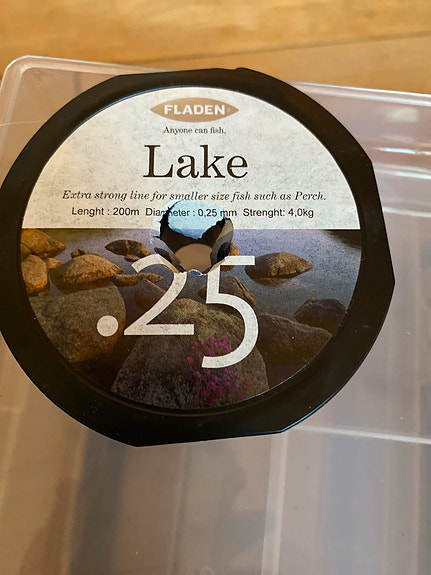 FLADEN
Anyone can fish.
Lake
Extra strong line for smaller size fish such as Perch.
Lenght : 200m Diameter : 0,25 mm Strenght: 4,0kg
.25